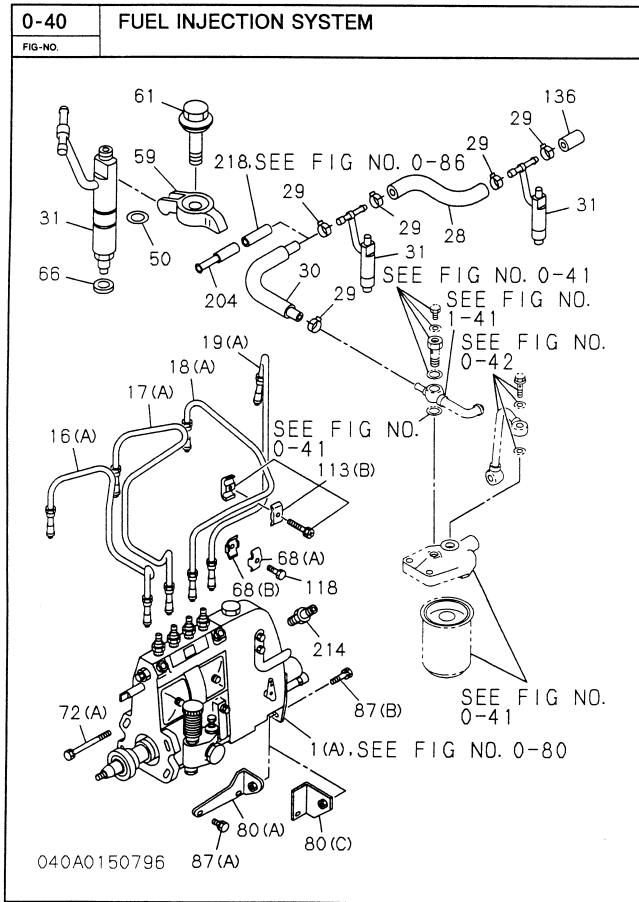 0-40
FUEL INJECTION SYSTEM
FIG-NO.
61
136
29
29
59
218, SEE FIG NO. 0-86
29
31
29
28
31
50
31
66
204
30
SEE FIG NO. 0-41
29
SEE FIG NO.
1-41
19(A)
SEE FIG NO.
0-42
18(A)
17(A)
16(A)
SEE FIG NO.
0-41
113(B)
68(A)
68(B)
118
214
SEE FIG NO.
0-41
72(A)
87(B)
1(A), SEE FIG NO. 0-80
80(A)
80(C)
87(A)
040A0150796